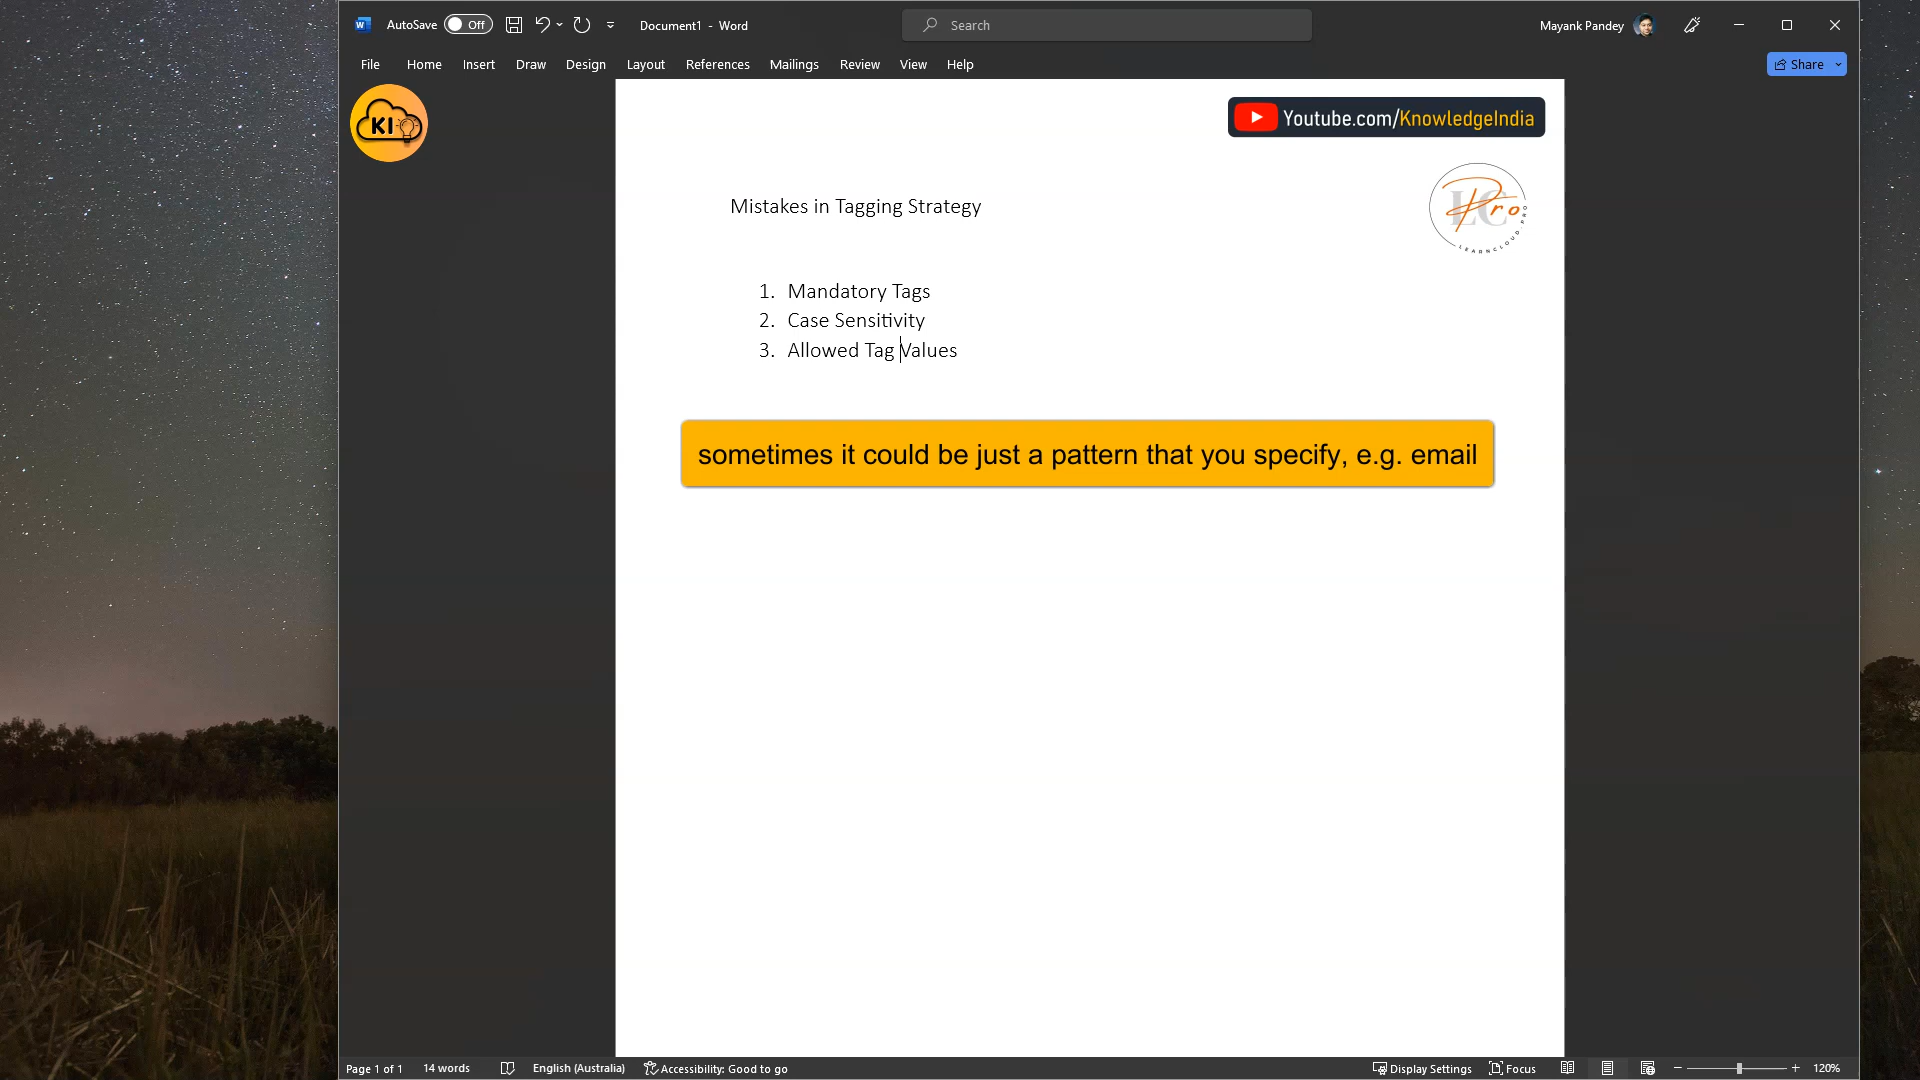 AutoSave Off Document1 - Word Search Mayank Pandey
File Home Insert Draw Design Layout References Mailings Review View Help Share
KI
Youtube.com/KnowledgeIndia
LC
Pro
LEARNCLOUD.PRO
Mistakes in Tagging Strategy
1. Mandatory Tags
2. Case Sensitivity
3. Allowed Tag Values
sometimes it could be just a pattern that you specify, e.g. email
Page 1 of 1 14 words English (Australia) Accessibility: Good to go Display Settings Focus 120%